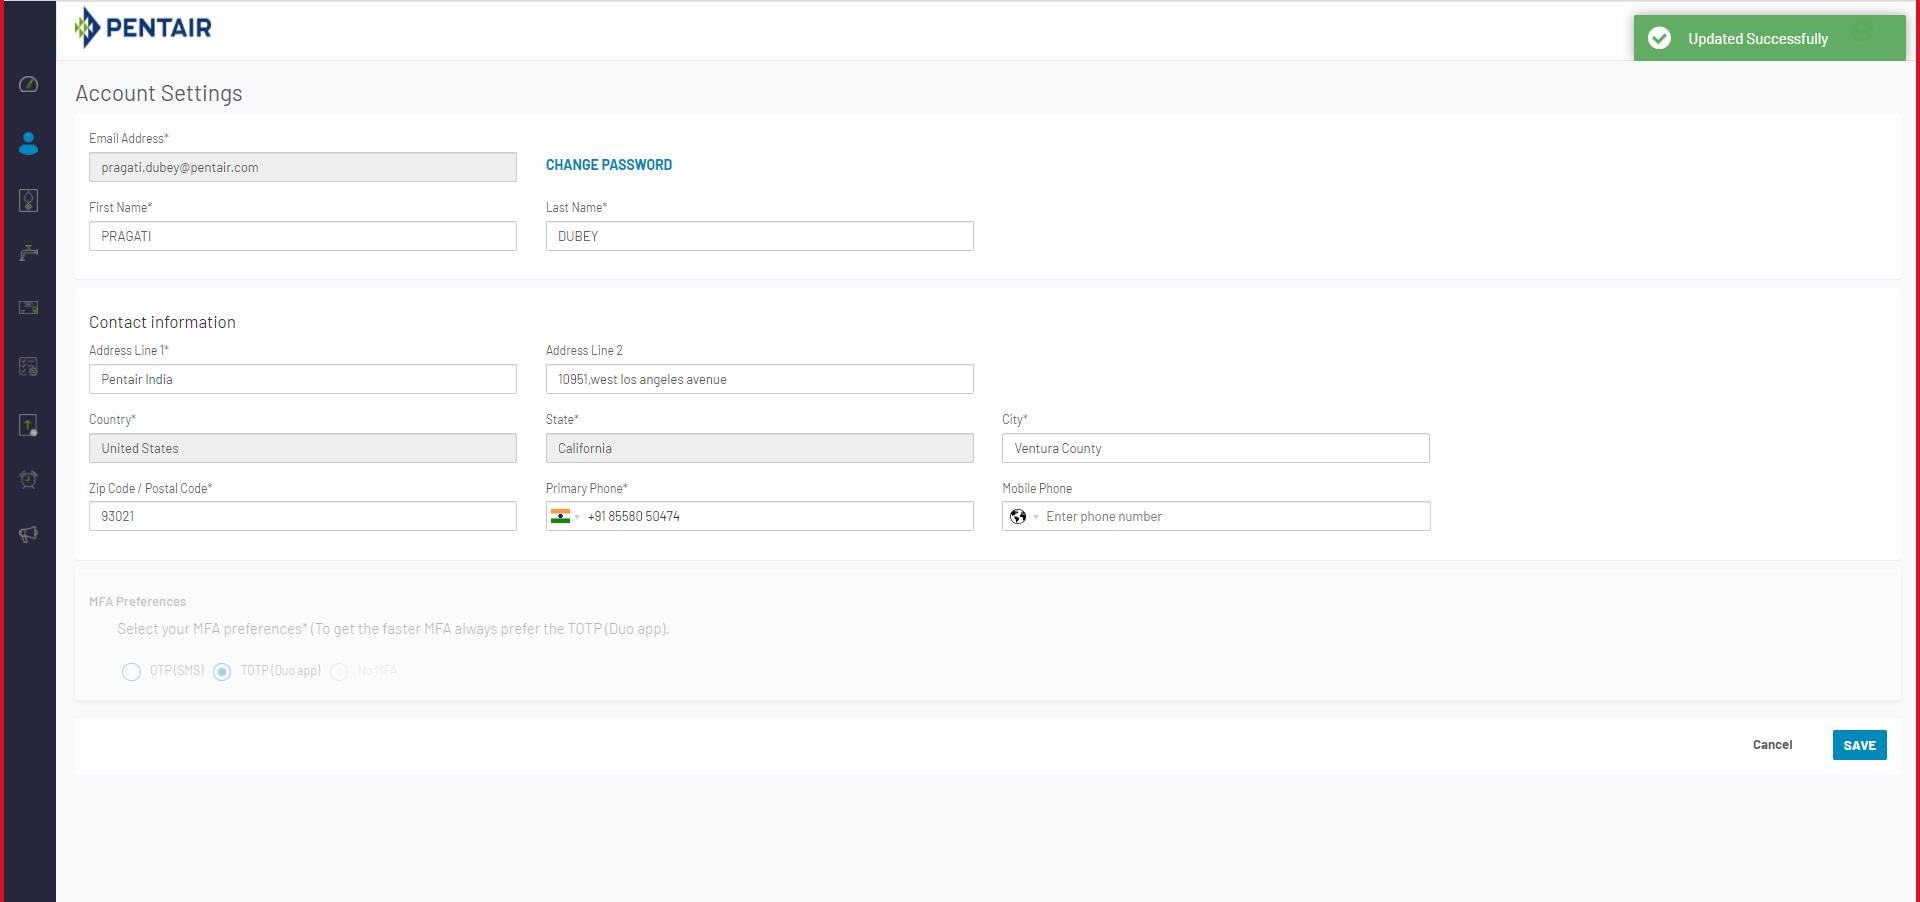 PENTAIR
Updated Successfully
Account Settings
Email Address*
pragati.dubey@pentair.com
CHANGE PASSWORD
First Name*
Last Name*
PRAGATI
DUBEY
Contact information
Address Line 1*
Address Line 2
Pentair India
10951,west los angeles avenue
Country*
State*
City*
United States
California
Ventura County
Zip Code / Postal Code*
Primary Phone*
Mobile Phone
93021
+91 85580 50474
Enter phone number
MFA Preferences
Select your MFA preferences* (To get the faster MFA always prefer the TOTP (Duo app).
OTP (SMS) TOTP (Duo app) No MFA
Cancel
SAVE